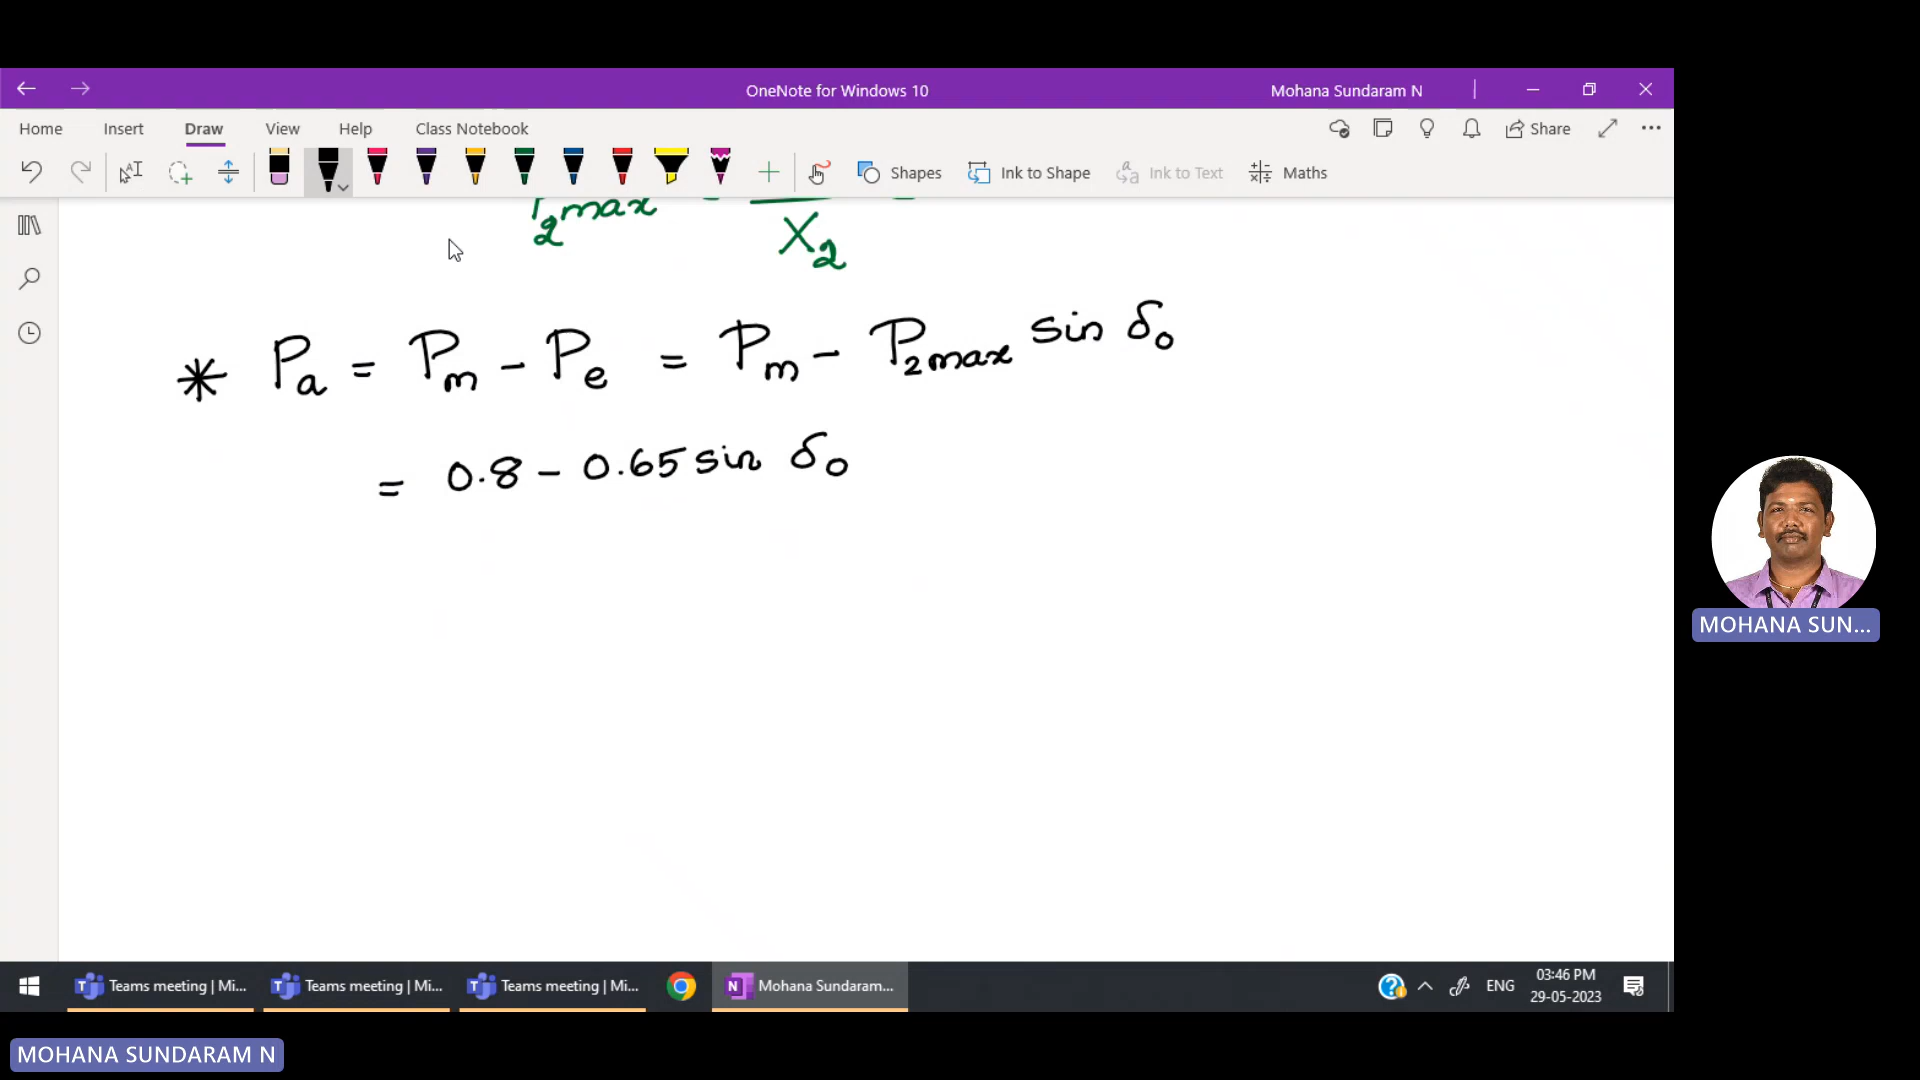 OneNote for Windows 10
Mohana Sundaram N
Home Insert Draw View Help Class Notebook
Share
Shapes Ink to Shape Ink to Text Maths
P2max =
X2
* Pa = Pm - Pe = Pm - P2max sin δ0
= 0.8 - 0.65 sin δ0
MOHANA SUN...
Teams meeting | Mi... Teams meeting | Mi... Teams meeting | Mi... Mohana Sundaram...
ENG
03:46 PM
29-05-2023
MOHANA SUNDARAM N